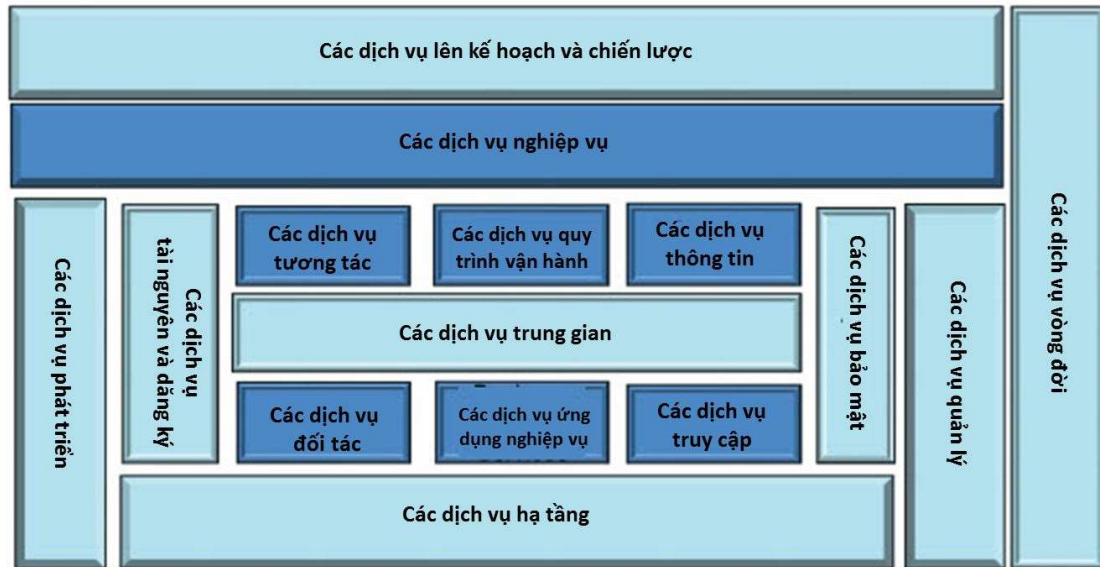 Các dịch vụ lên kế hoạch và chiến lược
Các dịch vụ nghiệp vụ
Các dịch vụ phát triển
Các dịch vụ
tài nguyên và đăng ký
Các dịch vụ
tương tác
Các dịch vụ quy
trình vận hành
Các dịch vụ
thông tin
Các dịch vụ trung gian
Các dịch vụ
đối tác
Các dịch vụ ứng
dụng nghiệp vụ
Các dịch vụ
truy cập
Các dịch vụ bảo mật
Các dịch vụ quản lý
Các dịch vụ vòng đời
Các dịch vụ hạ tầng